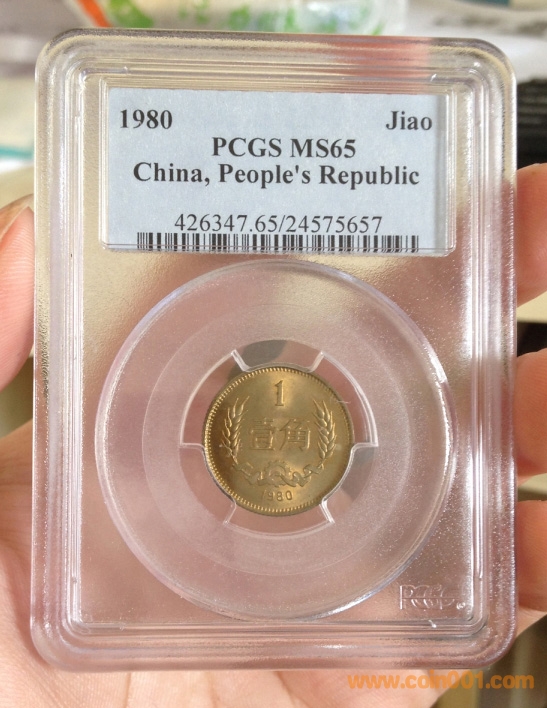 1980 Jiao
PCGS MS65
China, People's Republic
426347.65/24575657
1
壹角
1980
PCGS
www.coin001.com